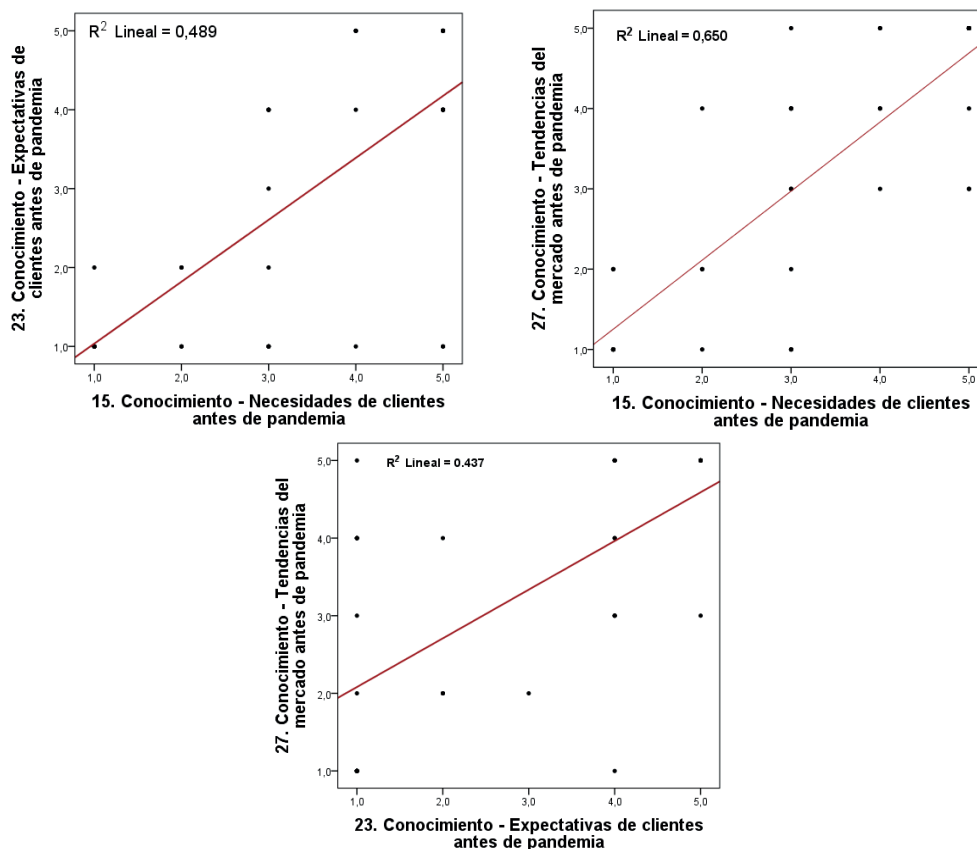 R² Lineal = 0,489
23. Conocimiento - Expectativas de
clientes antes de pandemia
5,0
4,0
3,0
2,0
1,0
1,0 2,0 3,0 4,0 5,0
15. Conocimiento - Necesidades de clientes
antes de pandemia
R² Lineal = 0,650
27. Conocimiento - Tendencias del
mercado antes de pandemia
5,0
4,0
3,0
2,0
1,0
1,0 2,0 3,0 4,0 5,0
15. Conocimiento - Necesidades de clientes
antes de pandemia
R² Lineal = 0.437
27. Conocimiento - Tendencias del
mercado antes de pandemia
5,0
4,0
3,0
2,0
1,0
1,0 2,0 3,0 4,0 5,0
23. Conocimiento - Expectativas de clientes
antes de pandemia